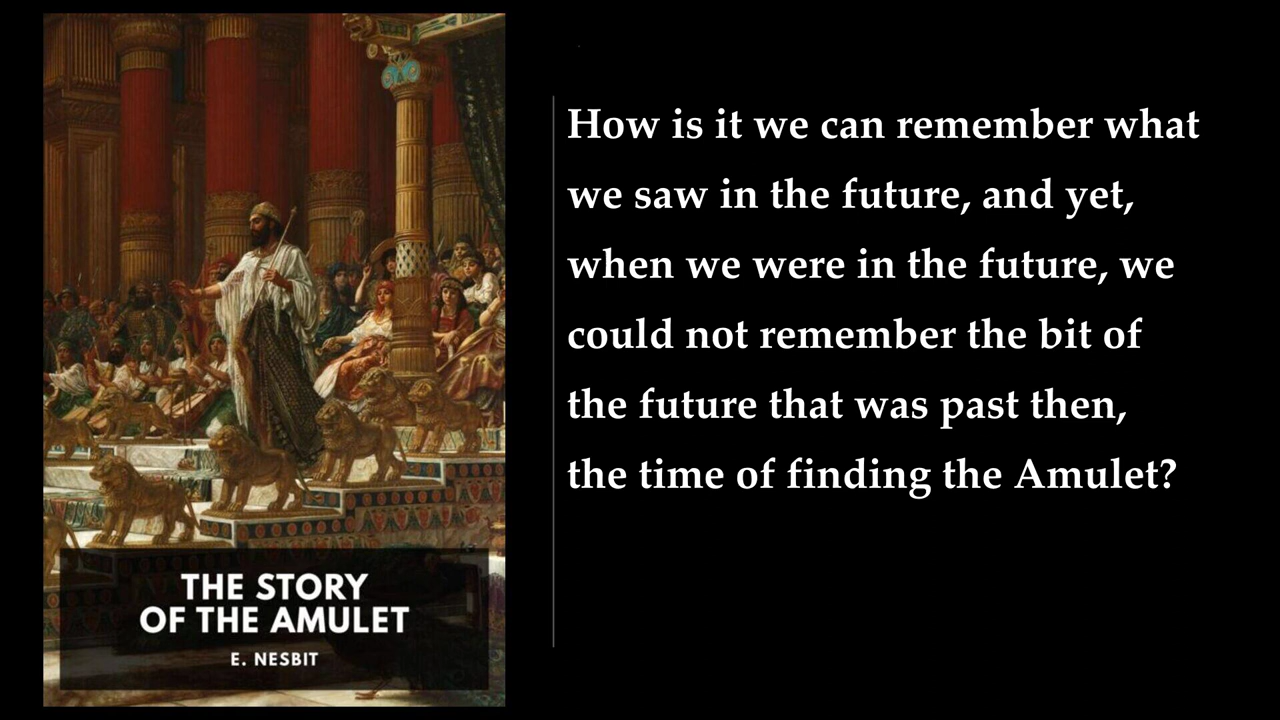 THE STORY
OF THE AMULET
E. NESBIT
How is it we can remember what
we saw in the future, and yet,
when we were in the future, we
could not remember the bit of
the future that was past then,
the time of finding the Amulet?